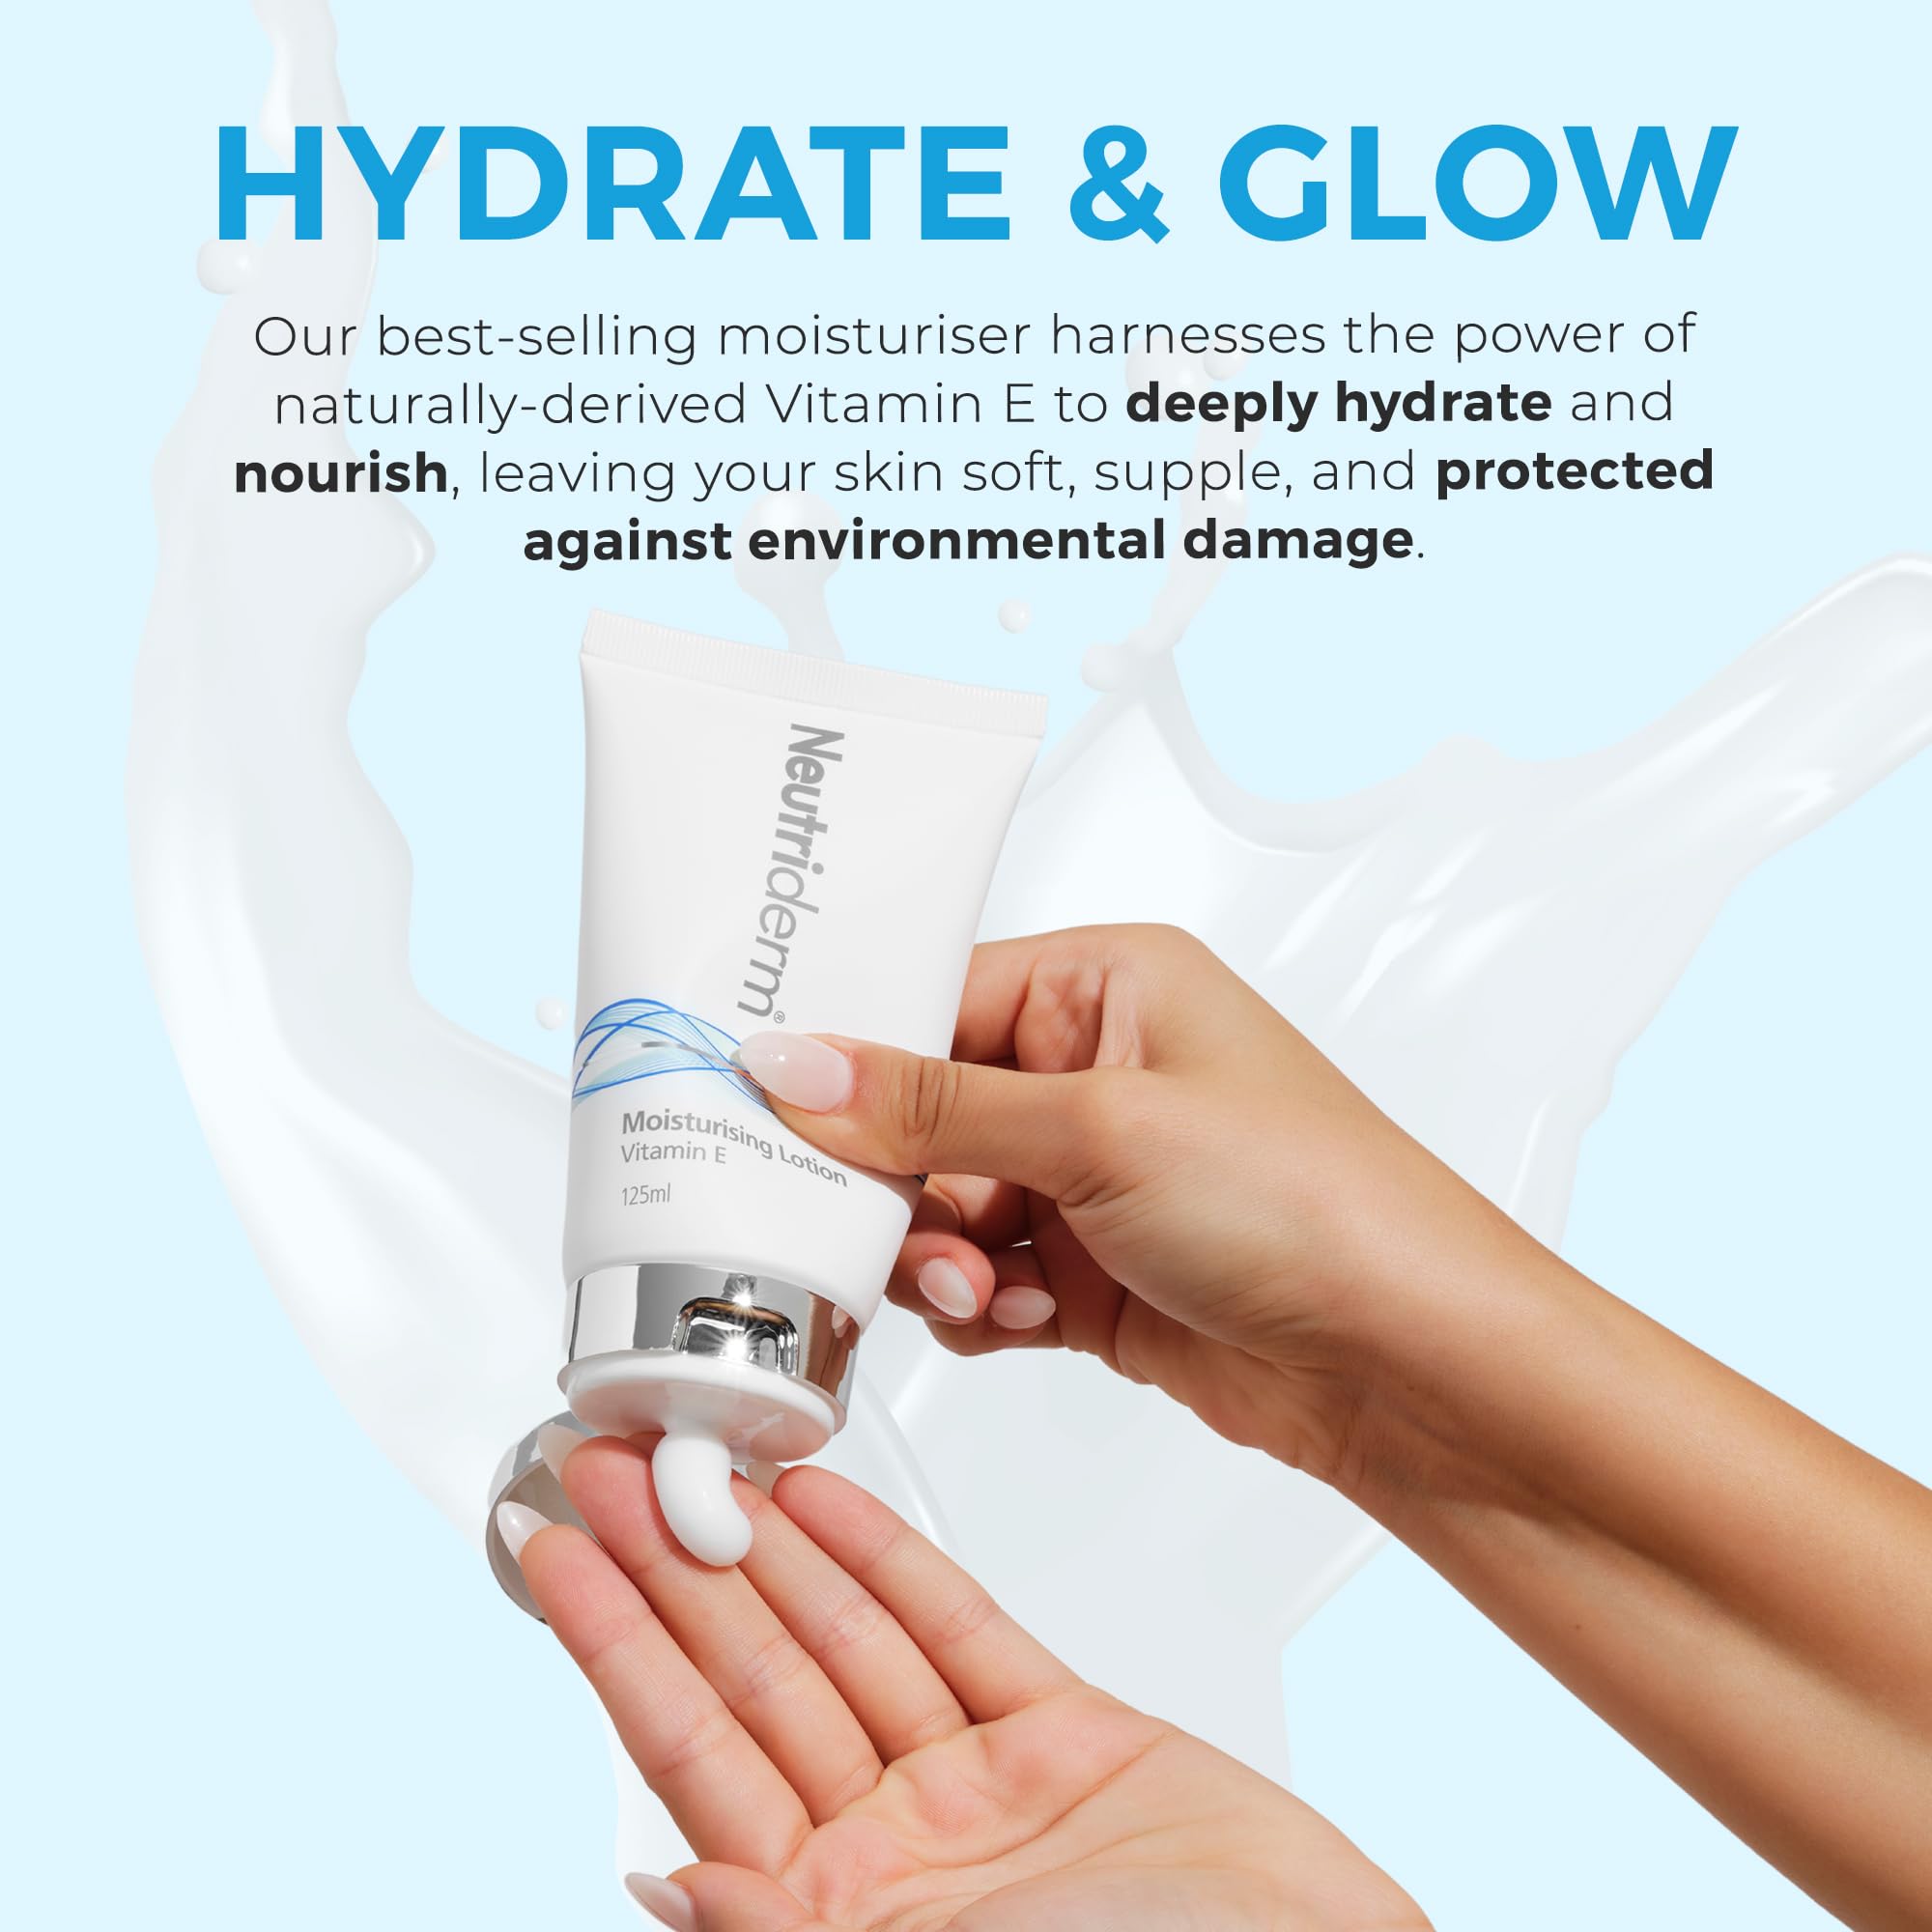 HYDRATE & GLOW
Our best-selling moisturiser harnesses the power of
naturally-derived Vitamin E to deeply hydrate and
nourish, leaving your skin soft, supple, and protected
against environmental damage.
Neutriderm®
Moisturising Lotion
Vitamin E
125ml